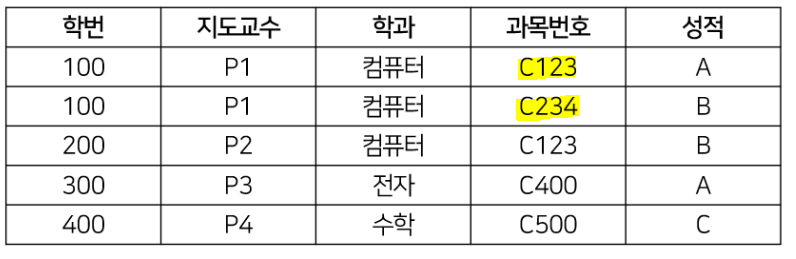 학번 지도교수 학과 과목번호 성적
100 P1 컴퓨터 C123 A
100 P1 컴퓨터 C234 B
200 P2 컴퓨터 C123 B
300 P3 전자 C400 A
400 P4 수학 C500 C